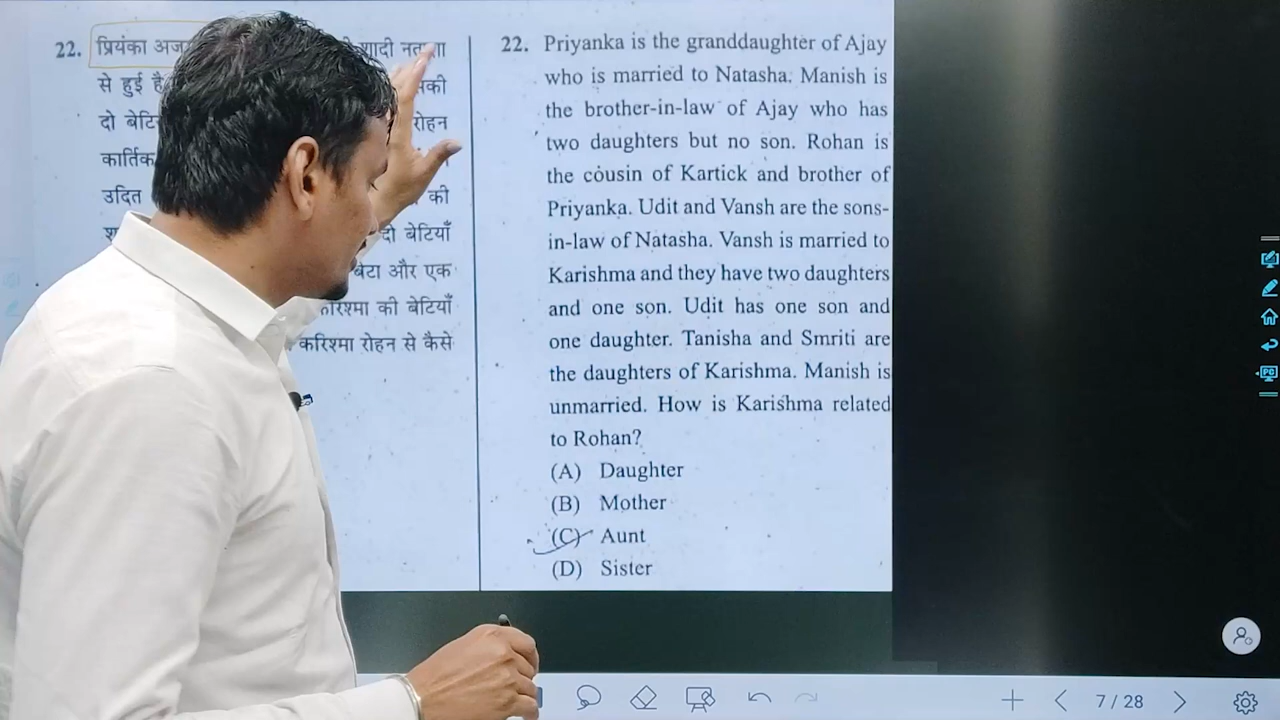 22. प्रियंका अज
शादी
से हुई है
दो बेटि
रोहन
कार्तिक
उदित
की
दो बेटियाँ
बेटा और एक
करिश्मा की बेटियाँ
करिश्मा रोहन से कैसे
22. Priyanka is the granddaughter of Ajay
who is married to Natasha. Manish is
the brother-in-law of Ajay who has
two daughters but no son. Rohan is
the cousin of Kartick and brother of
Priyanka. Udit and Vansh are the sons-
in-law of Natasha. Vansh is married to
Karishma and they have two daughters
and one son. Udit has one son and
one daughter. Tanisha and Smriti are
the daughters of Karishma. Manish is
unmarried. How is Karishma related
to Rohan?
(A) Daughter
(B) Mother
(C) Aunt
(D) Sister
7 / 28